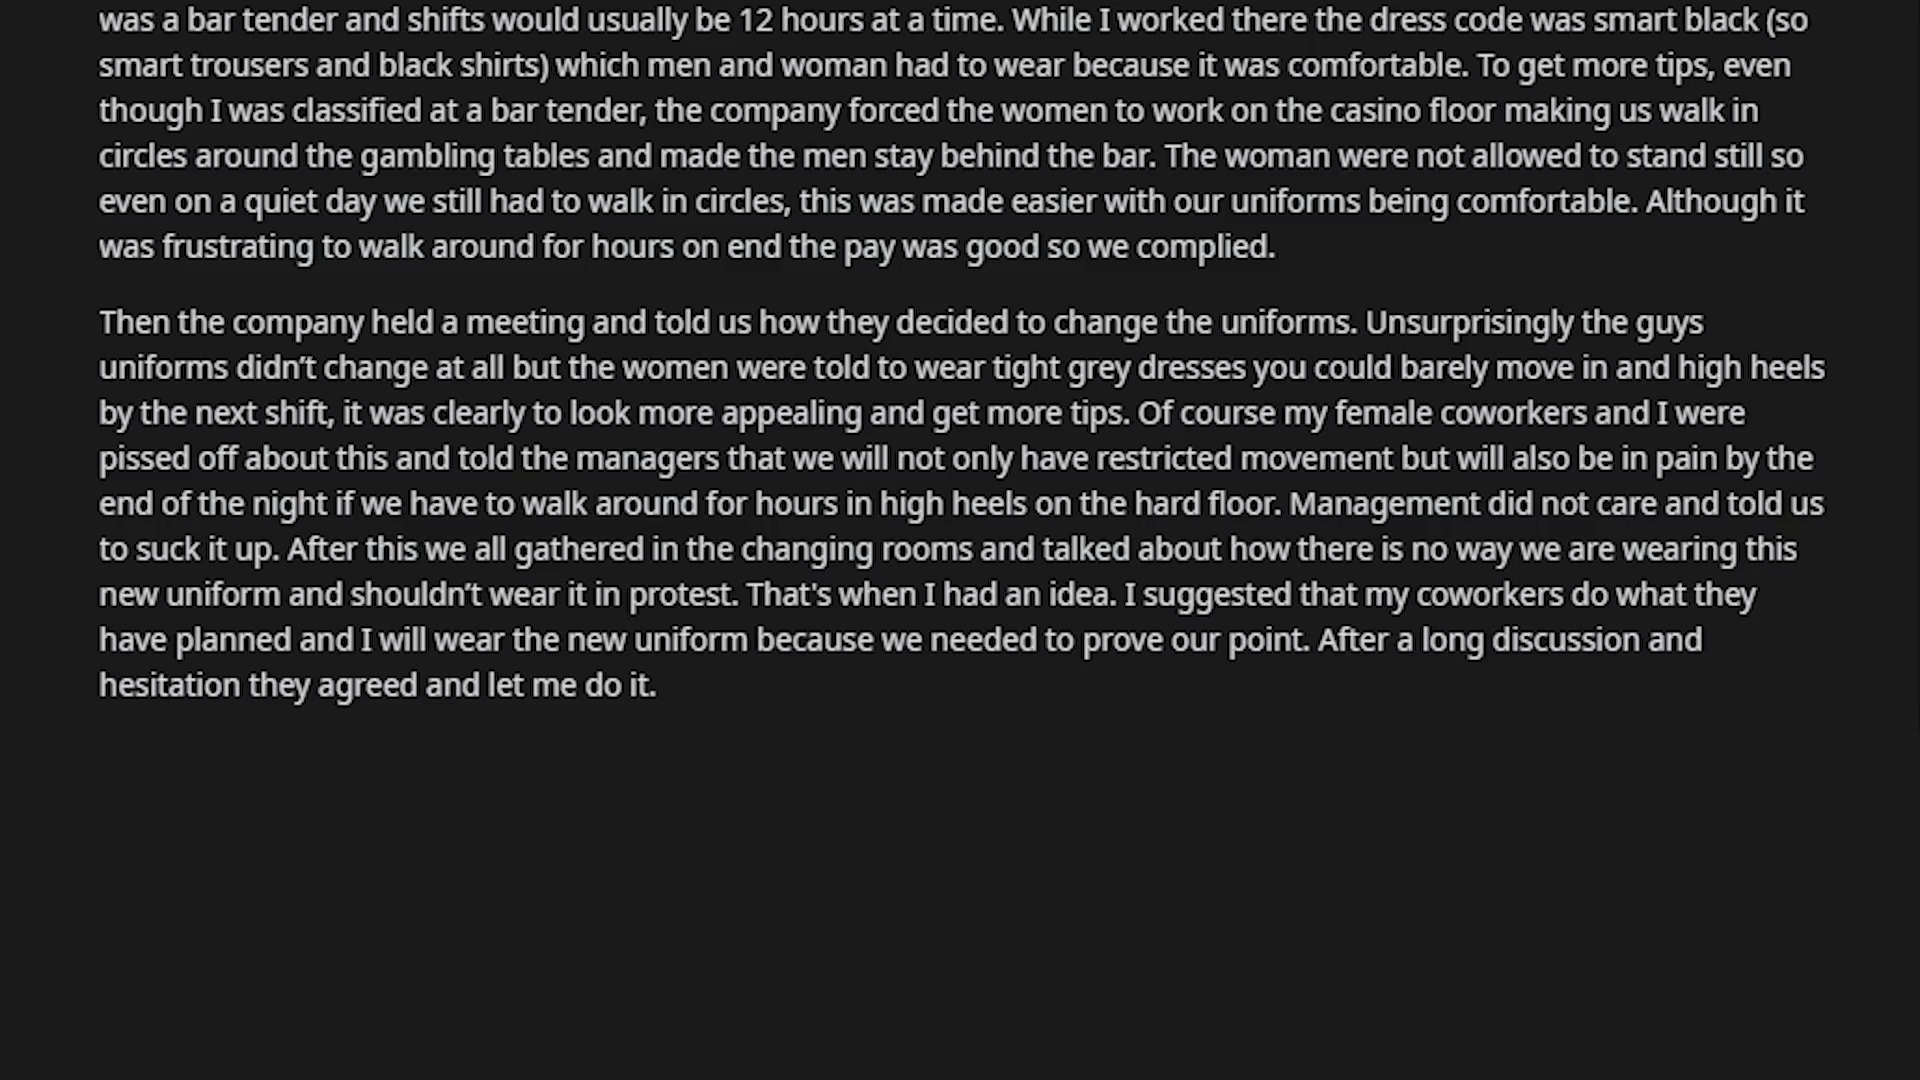 was a bar tender and shifts would usually be 12 hours at a time. While I worked there the dress code was smart black (so
smart trousers and black shirts) which men and woman had to wear because it was comfortable. To get more tips, even
though I was classified at a bar tender, the company forced the women to work on the casino floor making us walk in
circles around the gambling tables and made the men stay behind the bar. The woman were not allowed to stand still so
even on a quiet day we still had to walk in circles, this was made easier with our uniforms being comfortable. Although it
was frustrating to walk around for hours on end the pay was good so we complied.
Then the company held a meeting and told us how they decided to change the uniforms. Unsurprisingly the guys
uniforms didn’t change at all but the women were told to wear tight grey dresses you could barely move in and high heels
by the next shift, it was clearly to look more appealing and get more tips. Of course my female coworkers and I were
pissed off about this and told the managers that we will not only have restricted movement but will also be in pain by the
end of the night if we have to walk around for hours in high heels on the hard floor. Management did not care and told us
to suck it up. After this we all gathered in the changing rooms and talked about how there is no way we are wearing this
new uniform and shouldn’t wear it in protest. That's when I had an idea. I suggested that my coworkers do what they
have planned and I will wear the new uniform because we needed to prove our point. After a long discussion and
hesitation they agreed and let me do it.